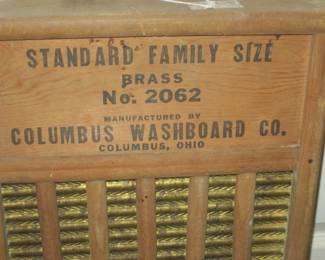 STANDARD FAMILY SIZE
BRASS
No. 2062
MANUFACTURED BY
COLUMBUS WASHBOARD CO.
COLUMBUS, OHIO